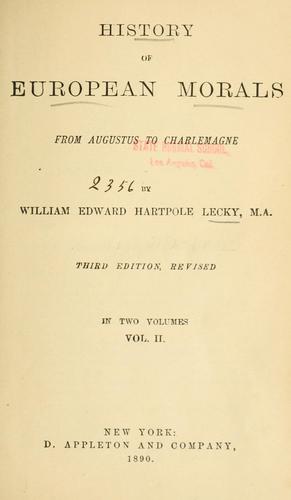 HISTORY
OF
EUROPEAN MORALS
FROM AUGUSTUS TO CHARLEMAGNE
STATE NORMAL SCHOOL,
Los Angeles, Cal.
2356 BY
WILLIAM EDWARD HARTPOLE LECKY, M.A.
THIRD EDITION, REVISED
IN TWO VOLUMES
VOL. II.
NEW YORK:
D. APPLETON AND COMPANY,
1890.